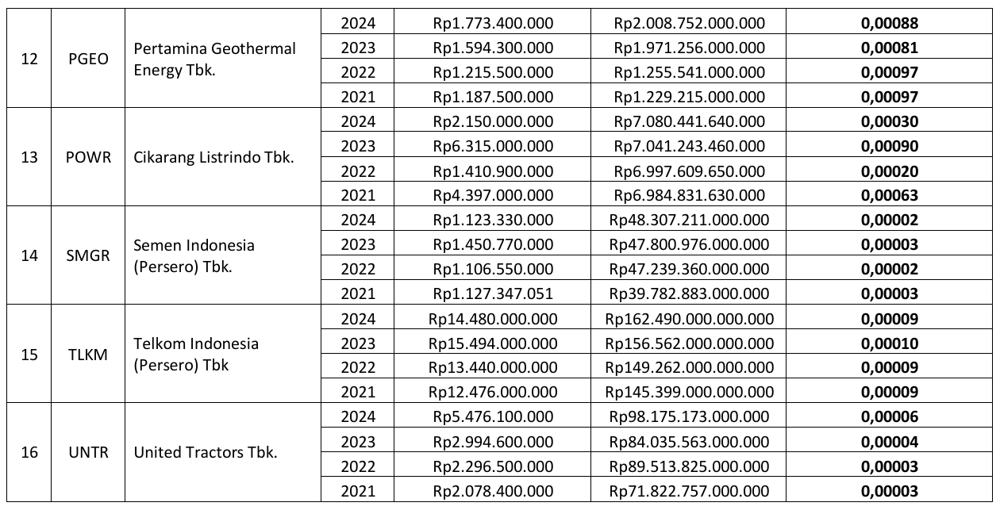 12 PGEO Pertamina Geothermal Energy Tbk. 2024 Rp1.773.400.000 Rp2.008.752.000.000 0,00088
2023 Rp1.594.300.000 Rp1.971.256.000.000 0,00081
2022 Rp1.215.500.000 Rp1.255.541.000.000 0,00097
2021 Rp1.187.500.000 Rp1.229.215.000.000 0,00097
13 POWR Cikarang Listrindo Tbk. 2024 Rp2.150.000.000 Rp7.080.441.640.000 0,00030
2023 Rp6.315.000.000 Rp7.041.243.460.000 0,00090
2022 Rp1.410.900.000 Rp6.997.609.650.000 0,00020
2021 Rp4.397.000.000 Rp6.984.831.630.000 0,00063
14 SMGR Semen Indonesia (Persero) Tbk. 2024 Rp1.123.330.000 Rp48.307.211.000.000 0,00002
2023 Rp1.450.770.000 Rp47.800.976.000.000 0,00003
2022 Rp1.106.550.000 Rp47.239.360.000.000 0,00002
2021 Rp1.127.347.051 Rp39.782.883.000.000 0,00003
15 TLKM Telkom Indonesia (Persero) Tbk 2024 Rp14.480.000.000 Rp162.490.000.000.000 0,00009
2023 Rp15.494.000.000 Rp156.562.000.000.000 0,00010
2022 Rp13.440.000.000 Rp149.262.000.000.000 0,00009
2021 Rp12.476.000.000 Rp145.399.000.000.000 0,00009
16 UNTR United Tractors Tbk. 2024 Rp5.476.100.000 Rp98.175.173.000.000 0,00006
2023 Rp2.994.600.000 Rp84.035.563.000.000 0,00004
2022 Rp2.296.500.000 Rp89.513.825.000.000 0,00003
2021 Rp2.078.400.000 Rp71.822.757.000.000 0,00003